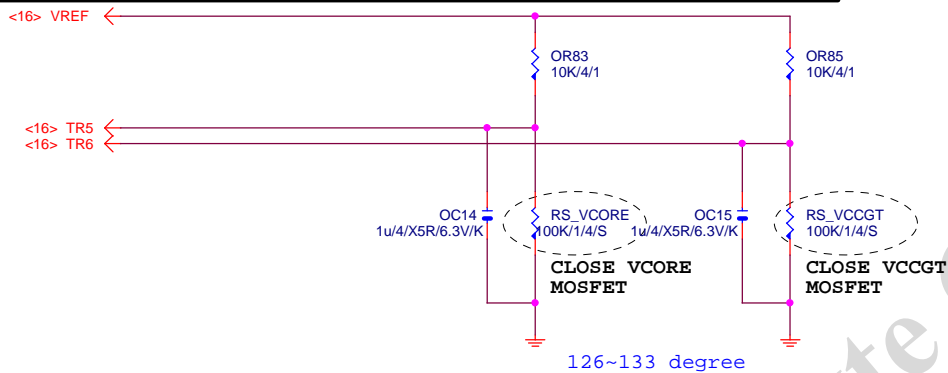 <16> VREF
OR83
10K/4/1
OR85
10K/4/1
<16> TR5
<16> TR6
OC14
1u/4/X5R/6.3V/K
RS_VCORE
100K/1/4/S
OC15
1u/4/X5R/6.3V/K
RS_VCCGT
100K/1/4/S
CLOSE VCORE
MOSFET
CLOSE VCCGT
MOSFET
126~133 degree